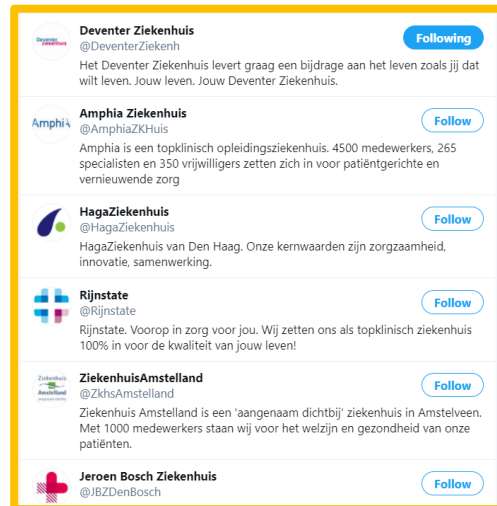 Deventer Ziekenhuis
Following
Deventer
Ziekenhuis
@DeventerZiekenh
Het Deventer Ziekenhuis levert graag een bijdrage aan het leven zoals jij dat
wilt leven. Jouw leven. Jouw Deventer Ziekenhuis.
Amphia Ziekenhuis
Amphia
@AmphiaZKHuis
Follow
Amphia is een topklinisch opleidingsziekenhuis. 4500 medewerkers, 265
specialisten en 350 vrijwilligers zetten zich in voor patiëntgerichte en
vernieuwende zorg
HagaZiekenhuis
@HagaZiekenhuis
Follow
HagaZiekenhuis van Den Haag. Onze kernwaarden zijn zorgzaamheid,
innovatie, samenwerking.
Rijnstate
@Rijnstate
Follow
Rijnstate. Voorop in zorg voor jou. Wij zetten ons als topklinisch ziekenhuis
100% in voor de kwaliteit van jouw leven!
Ziekenhuis
Amstelland
ZiekenhuisAmstelland
@ZkhsAmstelland
Follow
Ziekenhuis Amstelland is een 'aangenaam dichtbij' ziekenhuis in Amstelveen.
Met 1000 medewerkers staan wij voor het welzijn en gezondheid van onze
patiënten.
Jeroen Bosch Ziekenhuis
@JBZDenBosch
Follow